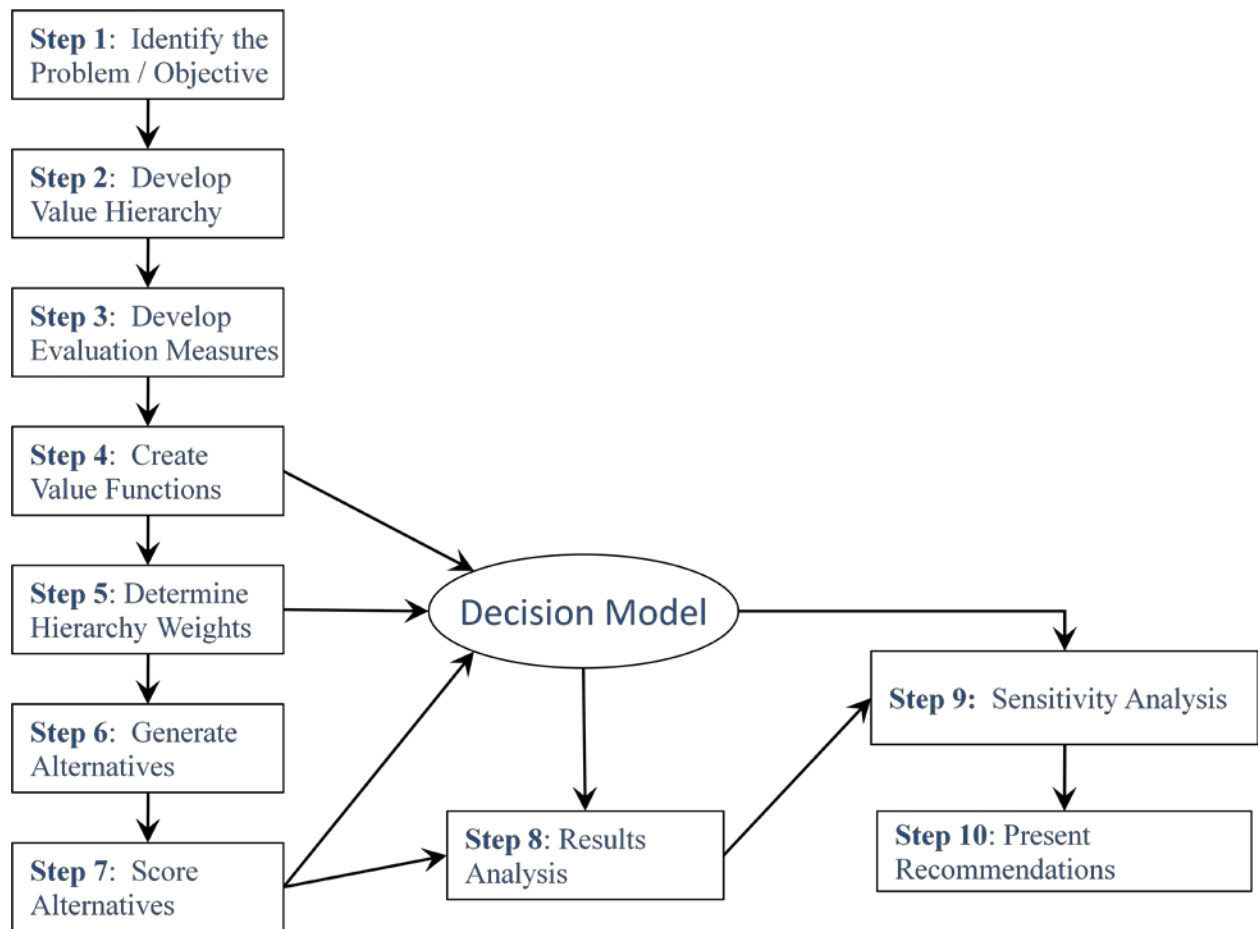 Step 1: Identify the
Problem / Objective
Step 2: Develop
Value Hierarchy
Step 3: Develop
Evaluation Measures
Step 4: Create
Value Functions
Step 5: Determine
Hierarchy Weights
Decision Model
Step 6: Generate
Alternatives
Step 7: Score
Alternatives
Step 8: Results
Analysis
Step 9: Sensitivity Analysis
Step 10: Present
Recommendations